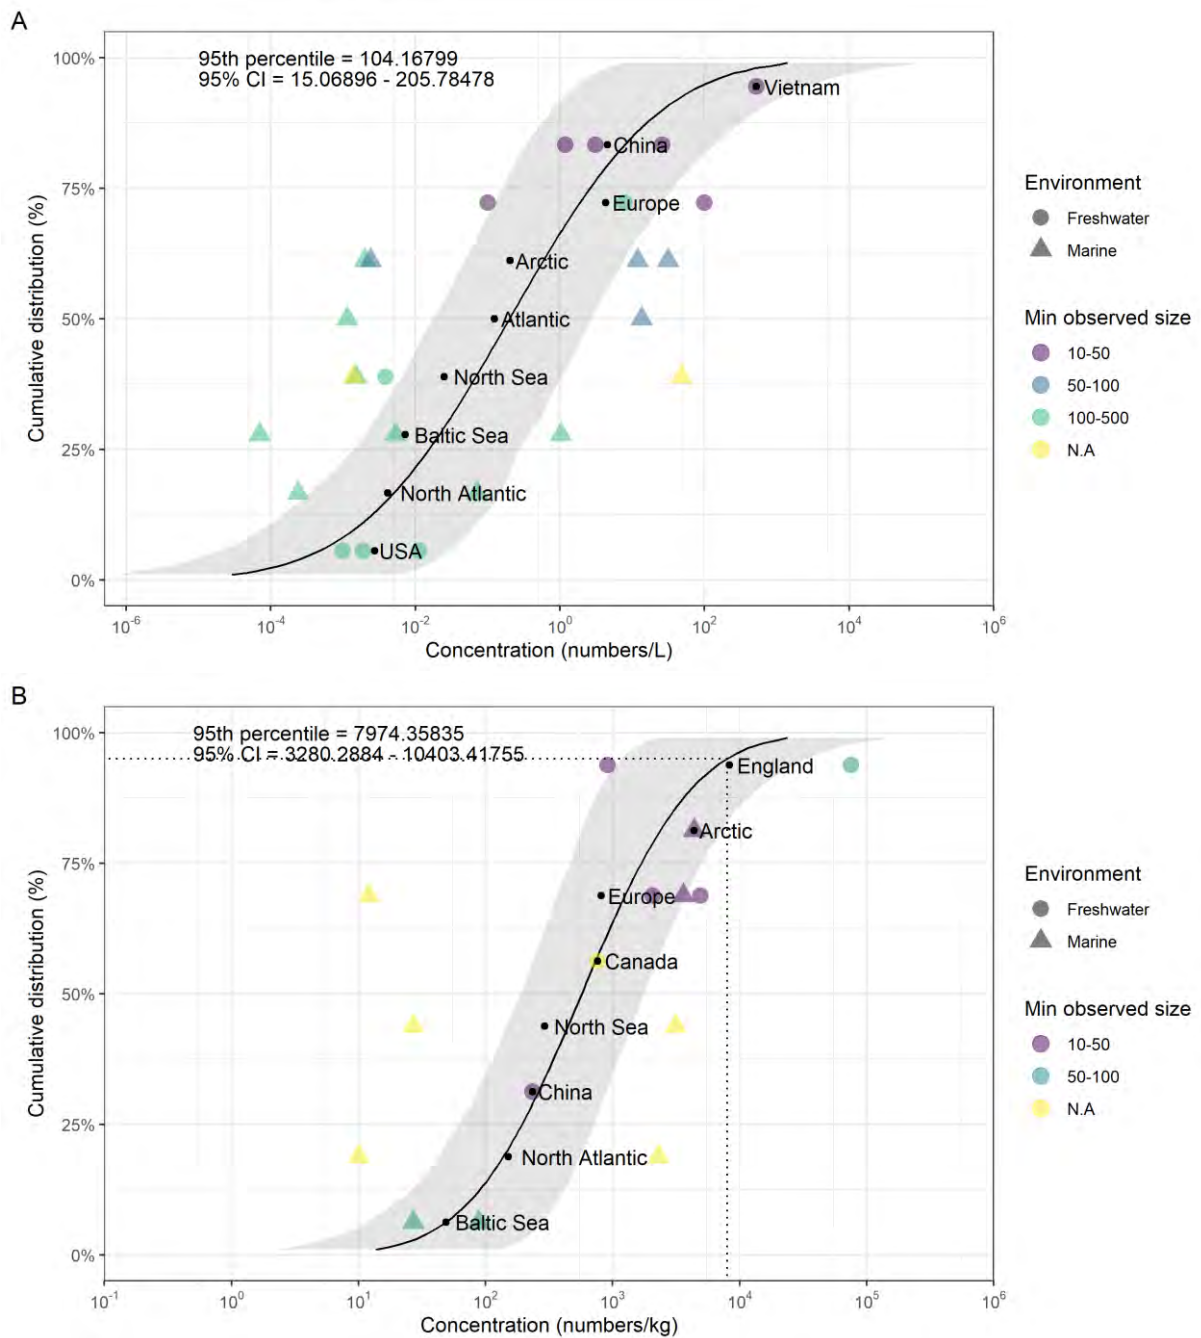 A
95th percentile = 104.16799
95% CI = 15.06896 - 205.78478
100%
75%
50%
25%
0%
Cumulative distribution (%)
Vietnam
China
Europe
Arctic
Atlantic
North Sea
Baltic Sea
North Atlantic
USA
10-6
10-4
10-2
100
102
104
106
Concentration (numbers/L)
Environment
Freshwater
Marine
Min observed size
10-50
50-100
100-500
N.A
B
95th percentile = 7974.35835
95% CI = 3280.2884 - 10403.41755
100%
75%
50%
25%
0%
Cumulative distribution (%)
England
Arctic
Europe
Canada
North Sea
China
North Atlantic
Baltic Sea
10-1
100
101
102
103
104
105
106
Concentration (numbers/kg)
Environment
Freshwater
Marine
Min observed size
10-50
50-100
N.A